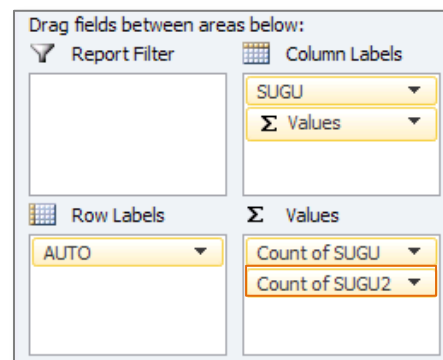 Drag fields between areas below:
Report Filter
Column Labels
SUGU
Σ Values
Row Labels
Σ Values
AUTO
Count of SUGU
Count of SUGU2